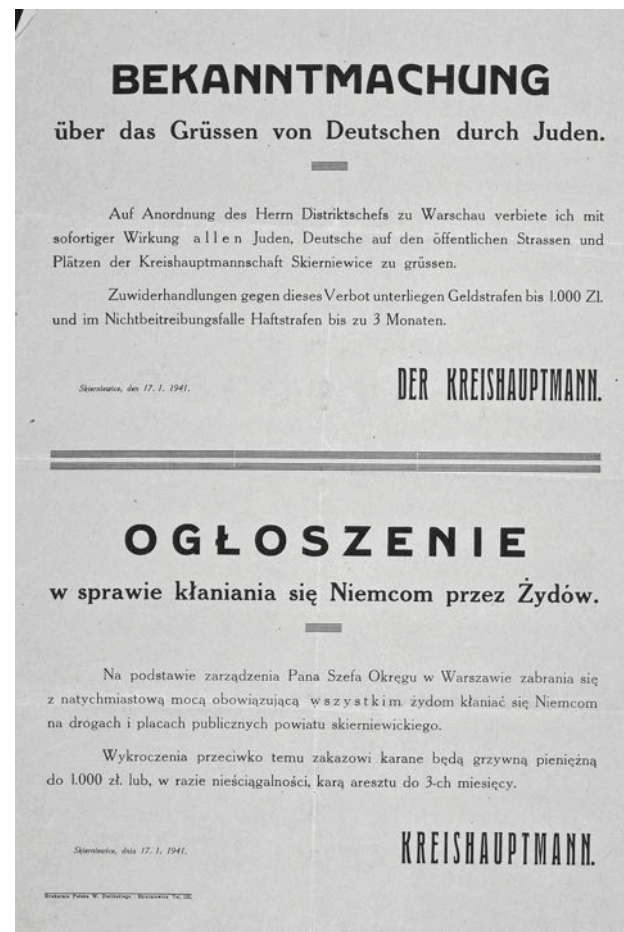 BEKANNTMACHUNG
über das Grüssen von Deutschen durch Juden.
Auf Anordnung des Herrn Distriktschefs zu Warschau verbiete ich mit
sofortiger Wirkung allen Juden, Deutsche auf den öffentlichen Strassen und
Plätzen der Kreishauptmannschaft Skierniewice zu grüssen.
Zuwiderhandlungen gegen dieses Verbot unterliegen Geldstrafen bis 1.000 Zl.
und im Nichtbeitreibungsfalle Haftstrafen bis zu 3 Monaten.
Skierniewice, den 17. 1. 1941.
DER KREISHAUPTMANN.
OGŁOSZENIE
w sprawie kłaniania się Niemcom przez Żydów.
Na podstawie zarządzenia Pana Szefa Okręgu w Warszawie zabrania się
z natychmiastową mocą obowiązującą wszystkim żydom kłaniać się Niemcom
na drogach i placach publicznych powiatu skierniewickiego.
Wykroczenia przeciwko temu zakazowi karane będą grzywną pieniężną
do 1.000 zł. lub, w razie nieściągalności, karą aresztu do 3-ch miesięcy.
Skierniewice, dnia 17. 1. 1941.
KREISHAUPTMANN.
Drukarnia Polska W. Skierniewice Tel.